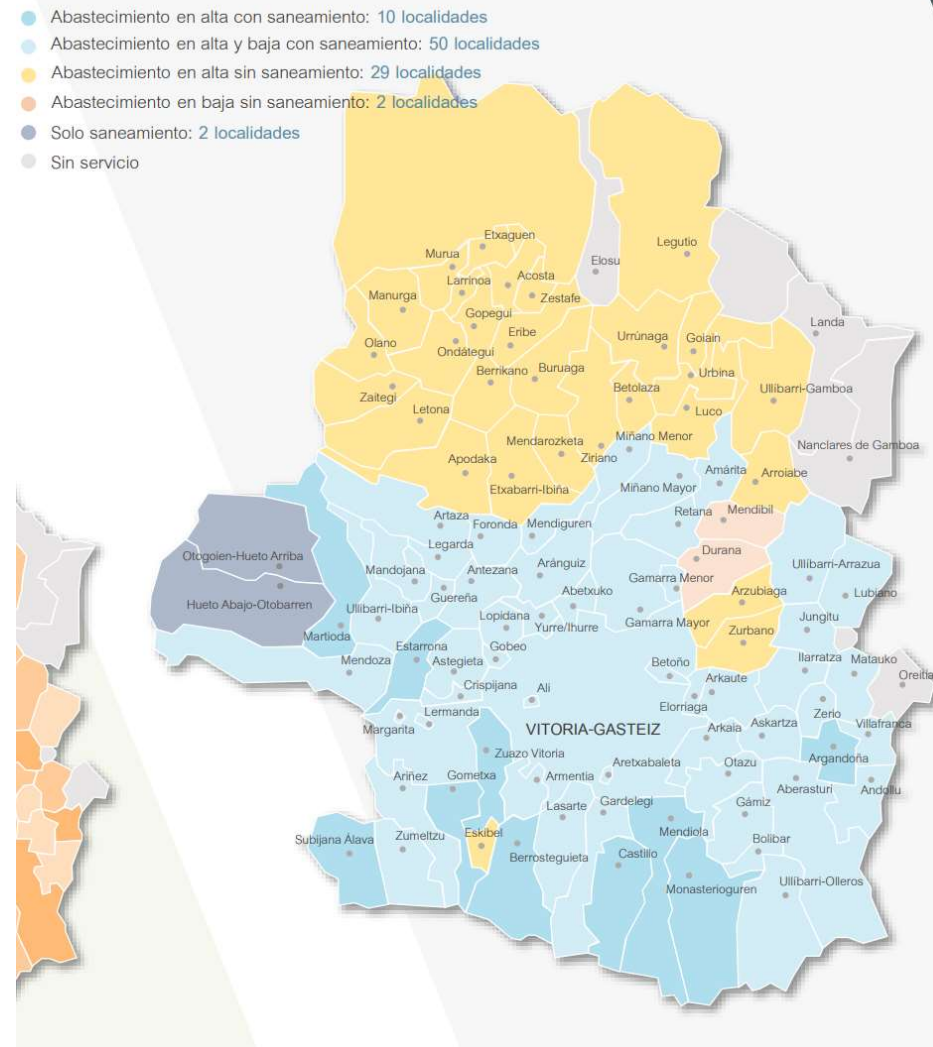 Abastecimiento en alta con saneamiento: 10 localidades
Abastecimiento en alta y baja con saneamiento: 50 localidades
Abastecimiento en alta sin saneamiento: 29 localidades
Abastecimiento en baja sin saneamiento: 2 localidades
Solo saneamiento: 2 localidades
Sin servicio
Etxaguen
Legutio
Murua
Elosu
Larrinoa
Acosta
Manurga
Zestafe
Gopegui
Landa
Eribe
Urrúnaga
Goiain
Olano
Ondátegui
Berrikano
Buruaga
Urbina
Zaitegi
Betolaza
Ullíbarri-Gamboa
Letona
Luco
Mendarozketa
Miñano Menor
Nanclares de Gamboa
Apodaka
Ziriano
Amárita
Arroiabe
Etxabarri-Ibiña
Miñano Mayor
Artaza
Foronda
Mendiguren
Retana
Mendibil
Legarda
Durana
Otogoien-Hueto Arriba
Mandojana
Antezana
Aránguiz
Ullíbarri-Arrazua
Gamarra Menor
Abetxuko
Arzubiaga
Lubiano
Hueto Abajo-Otobarren
Guereña
Ullíbarri-Ibiña
Lopidana
Yurre/Ihurre
Gamarra Mayor
Jungitu
Martioda
Zurbano
Estarrona
Gobeo
Mendoza
Astegieta
Betoño
Ilarratza
Matauko
Oreitia
Crispijana
Ali
Arkaute
Elorriaga
Zerio
Lermanda
Margarita
VITORIA-GASTEIZ
Arkaia
Askartza
Villafranca
Zuazo Vitoria
Aretxabaleta
Otazu
Argandoña
Ariñez
Gometxa
Armentia
Aberasturi
Andollu
Lasarte
Gardelegi
Gámiz
Subijana Álava
Zumeltzu
Eskibel
Mendiola
Bolibar
Berrosteguieta
Castillo
Monasterioguren
Ullíbarri-Olleros